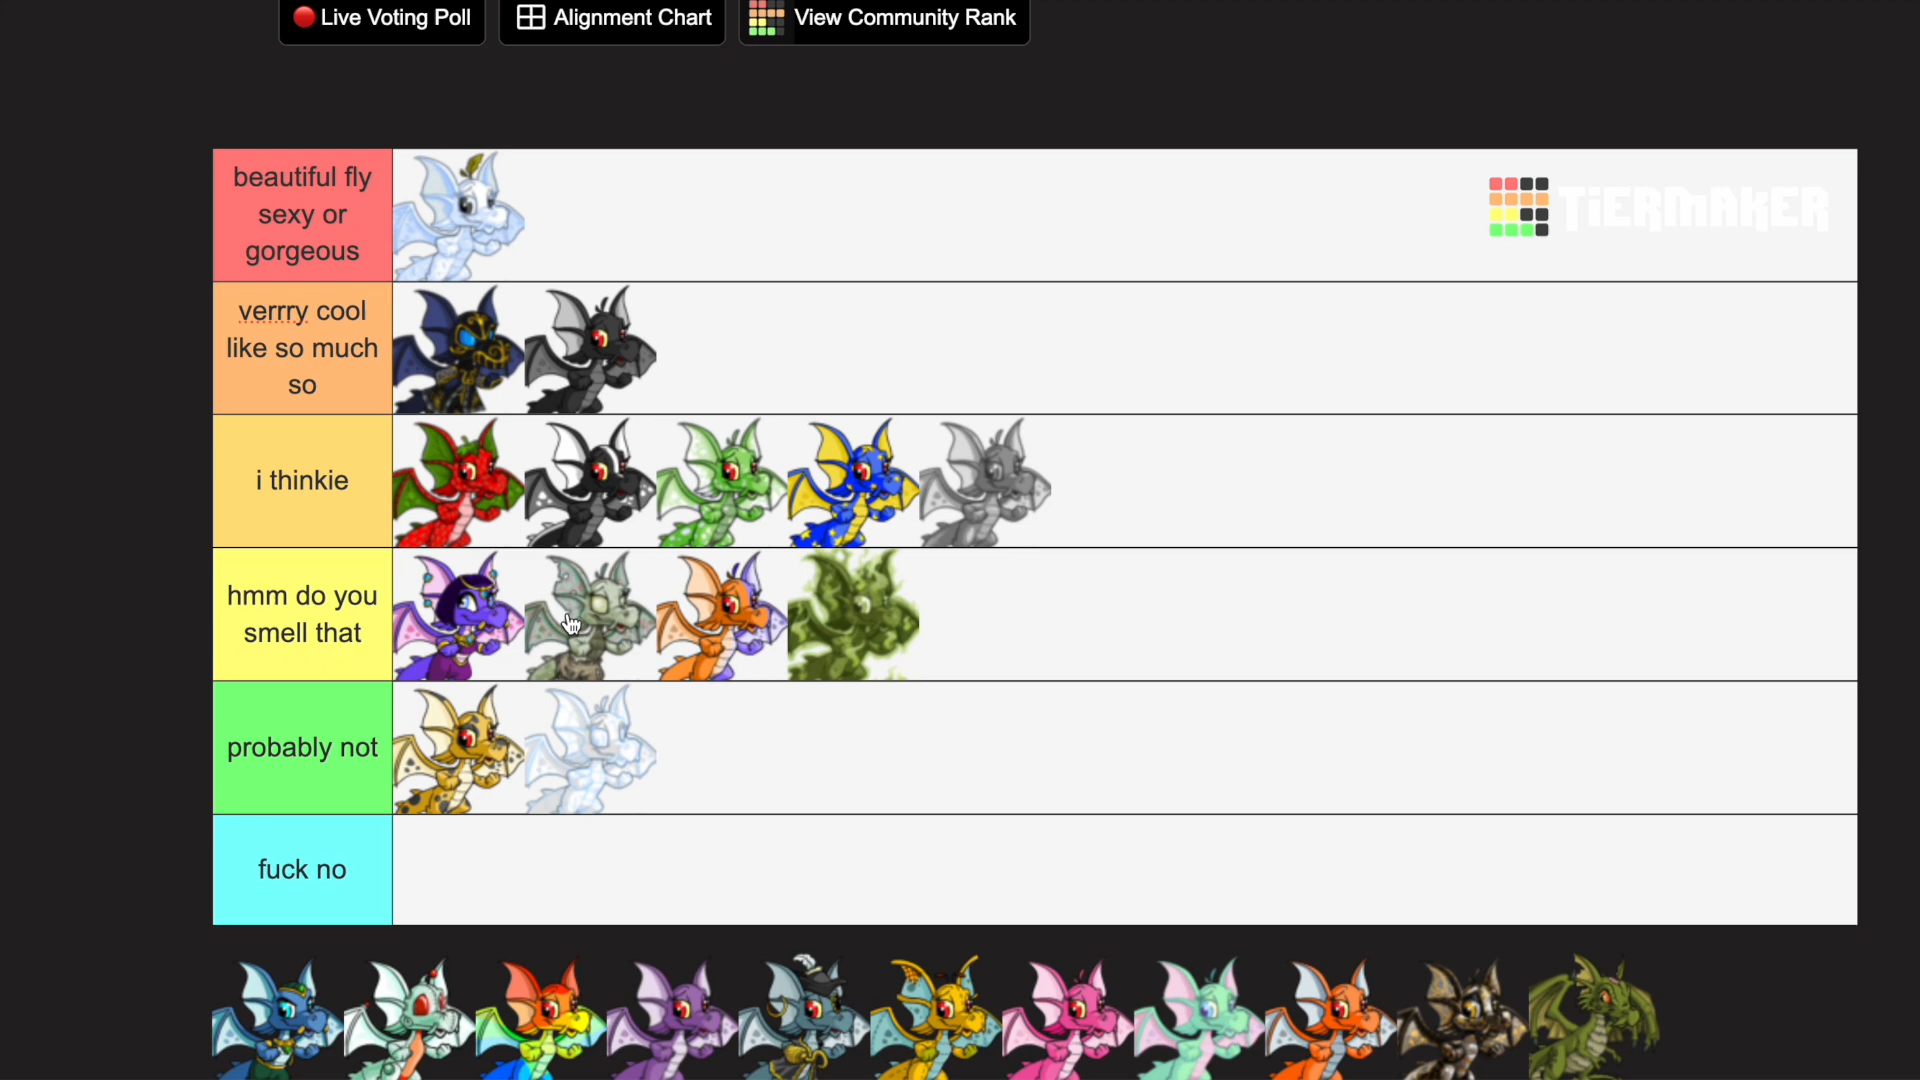 Live Voting Poll
Alignment Chart
View Community Rank
beautiful fly
sexy or
gorgeous
TiERMAKER
verrry cool
like so much
so
i thinkie
hmm do you
smell that
probably not
fuck no